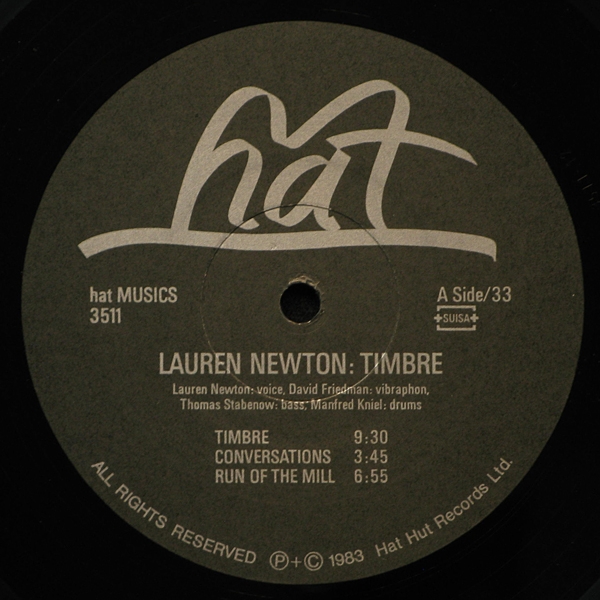 hat
hat MUSICS
3511
A Side/33
SUISA
LAUREN NEWTON: TIMBRE
Lauren Newton: voice, David Friedman: vibraphon,
Thomas Stabenow: bass, Manfred Kniel: drums
TIMBRE 9:30
CONVERSATIONS 3:45
RUN OF THE MILL 6:55
ALL RIGHTS RESERVED Ⓟ+© 1983 Hat Hut Records Ltd.